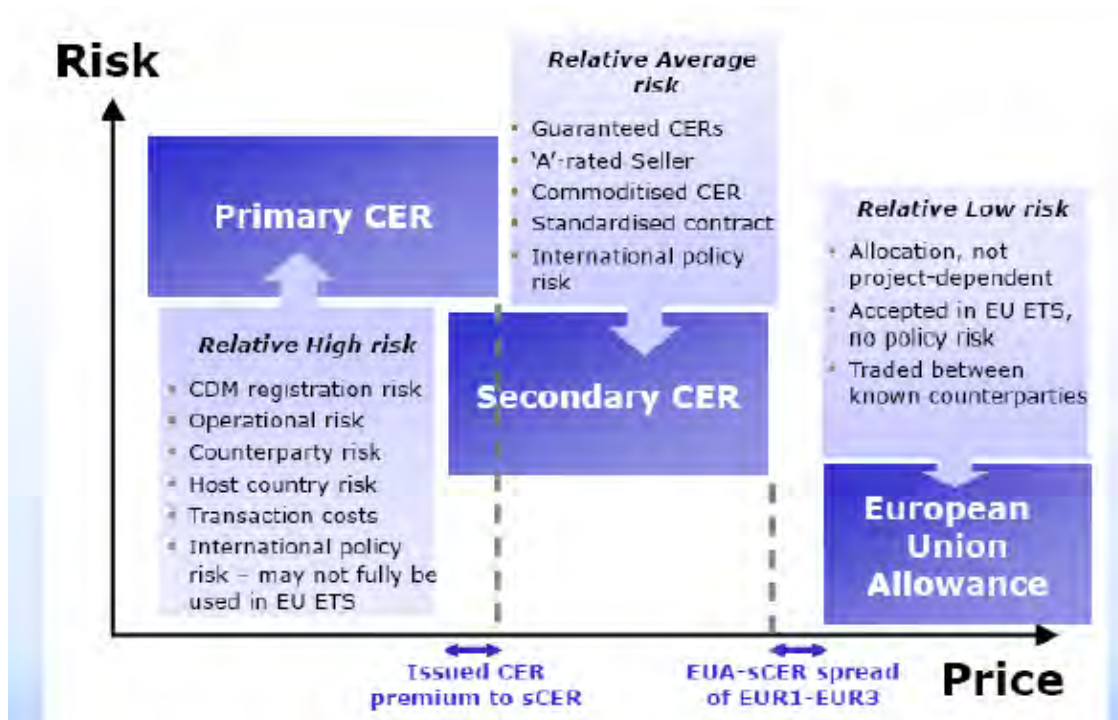 Risk
Primary CER
Relative High risk
CDM registration risk
Operational risk
Counterparty risk
Host country risk
Transaction costs
International policy
risk – may not fully be
used in EU ETS
Relative Average
risk
Guaranteed CERs
‘A’-rated Seller
Commoditised CER
Standardised contract
International policy
risk
Secondary CER
Relative Low risk
Allocation, not
project-dependent
Accepted in EU ETS,
no policy risk
Traded between
known counterparties
European
Union
Allowance
Issued CER
premium to sCER
EUA-sCER spread
of EUR1-EUR3
Price